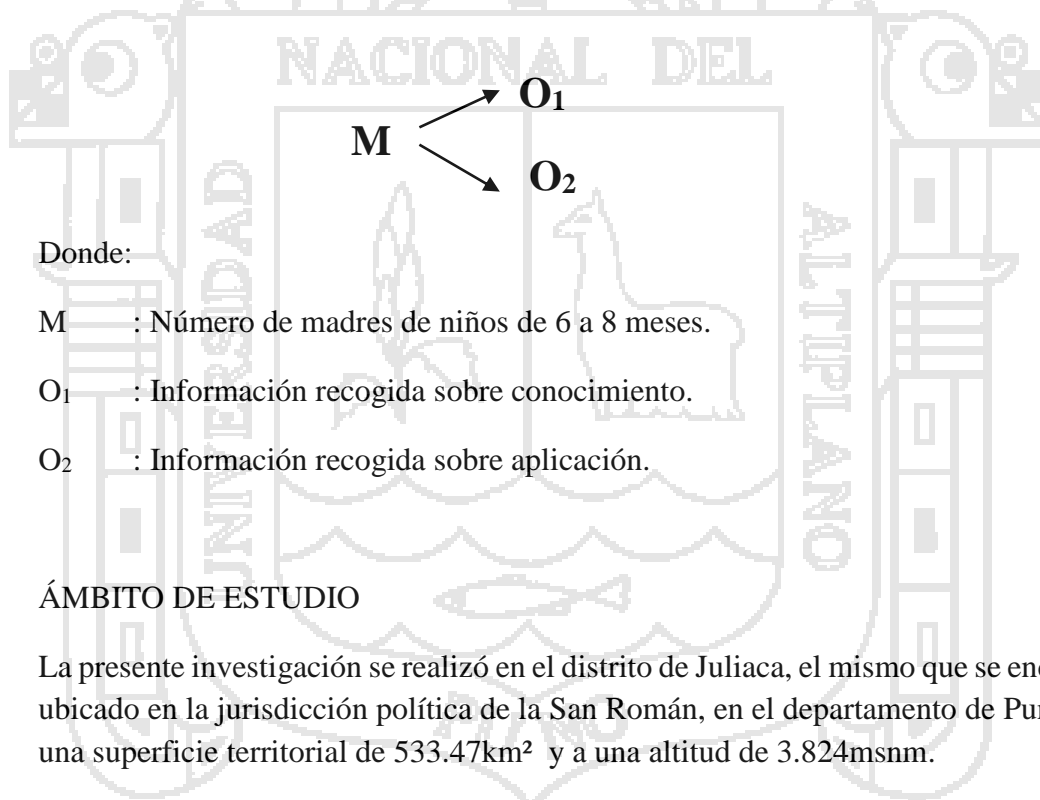 NACIONAL DEL
UNIVERSIDAD
ALTIPLANO
O₁
M
O₂
Donde:
M : Número de madres de niños de 6 a 8 meses.
O₁ : Información recogida sobre conocimiento.
O₂ : Información recogida sobre aplicación.
ÁMBITO DE ESTUDIO
La presente investigación se realizó en el distrito de Juliaca, el mismo que se
ubicado en la jurisdicción política de la San Román, en el departamento de
una superficie territorial de 533.47km² y a una altitud de 3.824msnm.